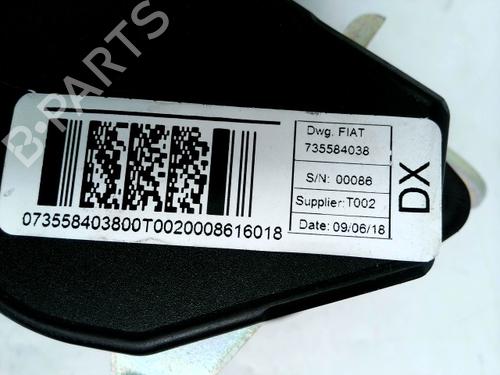 B-PARTS
Dwg. FIAT
735584038
S/N: 00086
Supplier:T002
Date: 09/06/18
DX
073558403800T0020008616018